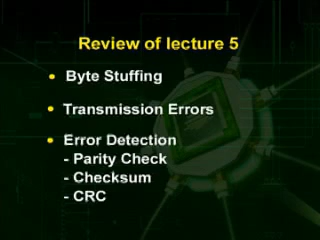 Review of lecture 5
• Byte Stuffing
• Transmission Errors
• Error Detection
- Parity Check
- Checksum
- CRC